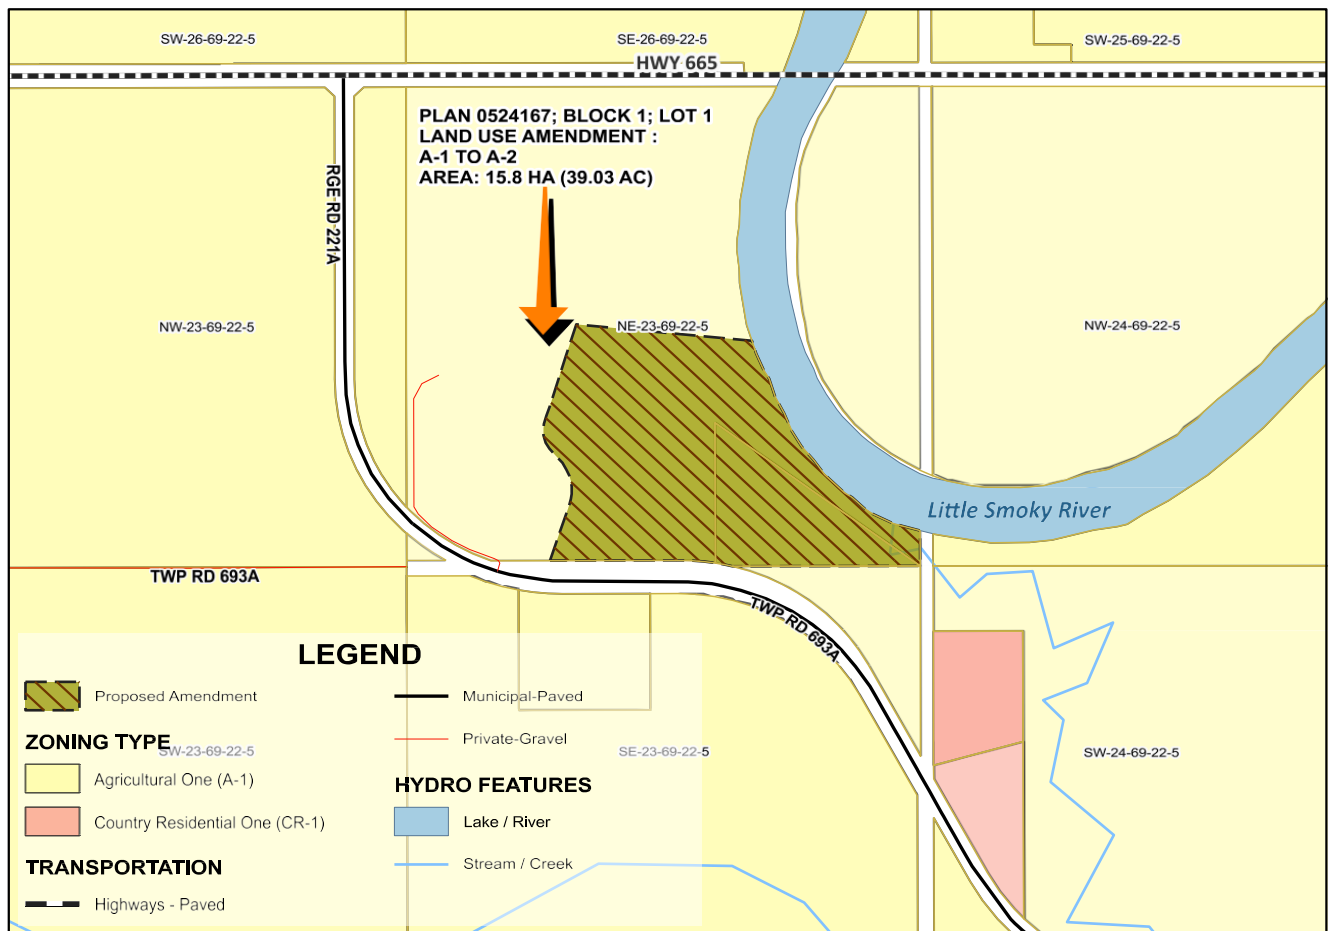 SW-26-69-22-5
SE-26-69-22-5
SW-25-69-22-5
HWY 665
PLAN 0524167; BLOCK 1; LOT 1
LAND USE AMENDMENT :
A-1 TO A-2
AREA: 15.8 HA (39.03 AC)
RGE RD 221A
NW-23-69-22-5
NE-23-69-22-5
NW-24-69-22-5
Little Smoky River
TWP RD 693A
TWP RD 693A
LEGEND
Proposed Amendment
ZONING TYPE
Agricultural One (A-1)
Country Residential One (CR-1)
TRANSPORTATION
Highways - Paved
Municipal-Paved
Private-Gravel
HYDRO FEATURES
Lake / River
Stream / Creek
SW-23-69-22-5
SE-23-69-22-5
SW-24-69-22-5